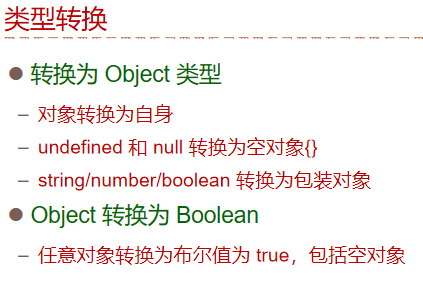 类型转换
● 转换为 Object 类型
– 对象转换为自身
– undefined 和 null 转换为空对象{}
– string/number/boolean 转换为包装对象
● Object 转换为 Boolean
– 任意对象转换为布尔值为 true，包括空对象